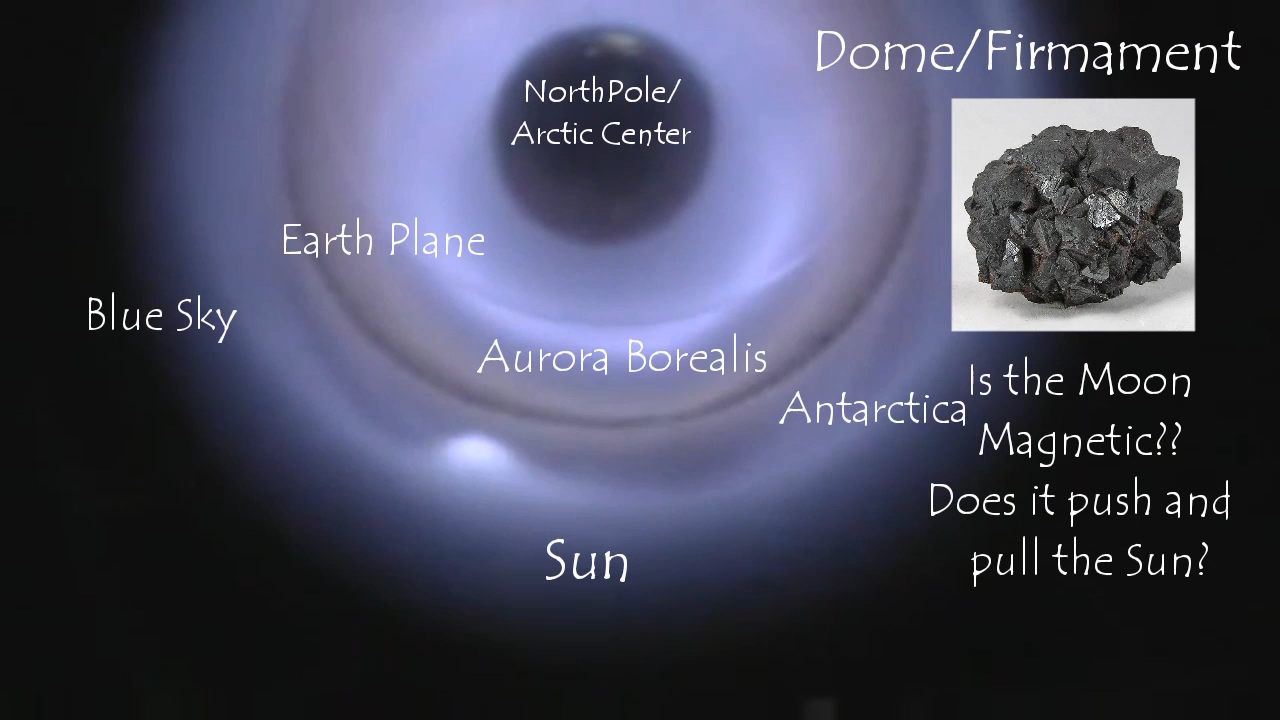 Dome/Firmament
NorthPole/
Arctic Center
Earth Plane
Blue Sky
Aurora Borealis
Antarctica
Is the Moon
Magnetic??
Does it push and
pull the Sun?
Sun